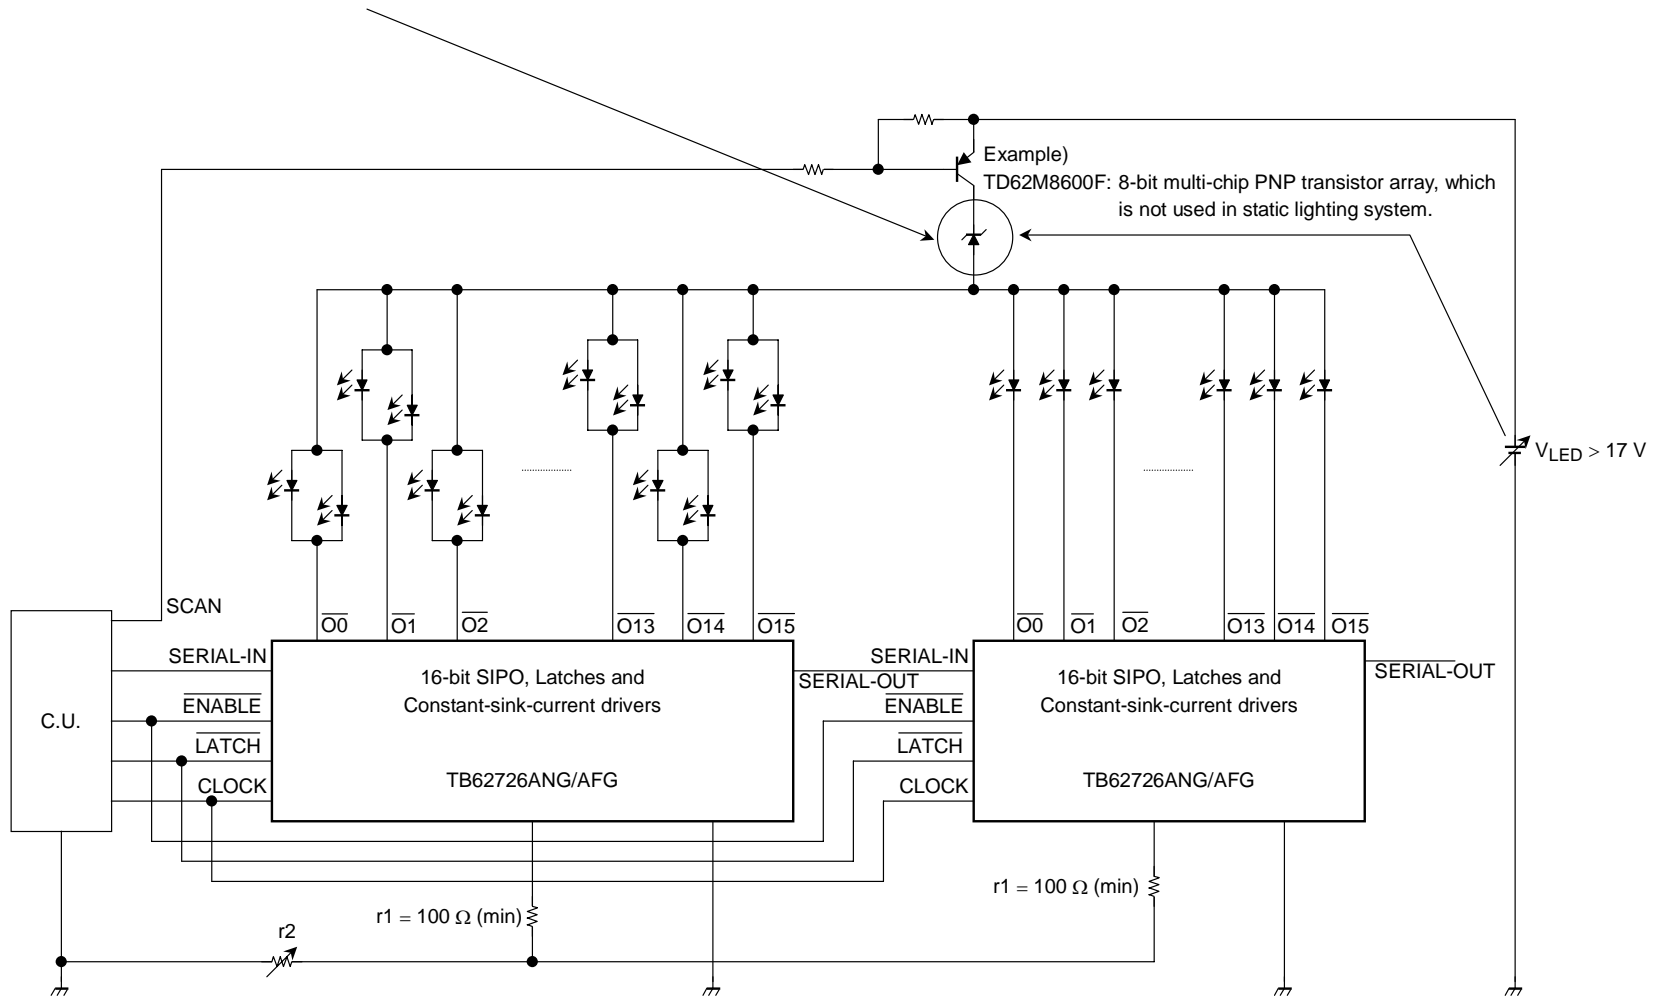 Example)
TD62M8600F: 8-bit multi-chip PNP transistor array, which
is not used in static lighting system.
VLED > 17 V
SCAN
O0
O1
O2
O13
O14
O15
O0
O1
O2
O13
O14
O15
SERIAL-IN
ENABLE
LATCH
CLOCK
C.U.
16-bit SIPO, Latches and
Constant-sink-current drivers
TB62726ANG/AFG
SERIAL-IN
SERIAL-OUT
ENABLE
LATCH
CLOCK
16-bit SIPO, Latches and
Constant-sink-current drivers
TB62726ANG/AFG
SERIAL-OUT
r1 = 100 Ω (min)
r1 = 100 Ω (min)
r2